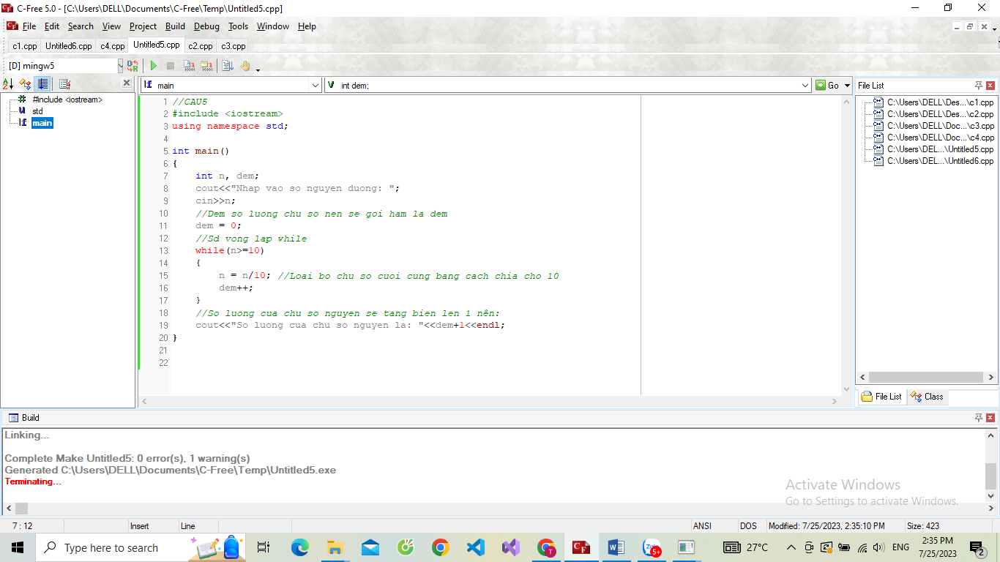 C-Free 5.0 - [C:\Users\DELL\Documents\C-Free\Temp\Untitled5.cpp]
File Edit Search View Project Build Debug Tools Window Help
c1.cpp Untitled6.cpp c4.cpp Untitled5.cpp c2.cpp c3.cpp
[D] mingw5
main
int dem;
Go
File List
#include <iostream>
std
main
1 //CAU5
2 #include <iostream>
3 using namespace std;
4
5 int main()
6 {
7 int n, dem;
8 cout<<"Nhap vao so nguyen duong: ";
9 cin>>n;
10 //Dem so luong chu so nen se goi ham la dem
11 dem = 0;
12 //Sd vong lap while
13 while(n>=10)
14 {
15 n = n/10; //Loai bo chu so cuoi cung bang cach chia cho 10
16 dem++;
17 }
18 //So luong cua chu so nguyen se tang bien len 1 nên:
19 cout<<"So luong cua chu so nguyen la: "<<dem+1<<endl;
20 }
21
22
C:\Users\DELL\Des...\c1.cpp
C:\Users\DELL\Des...\c2.cpp
C:\Users\DELL\Doc...\c3.cpp
C:\Users\DELL\Doc...\c4.cpp
C:\Users\DEL...\Untitled5.cpp
C:\Users\DEL...\Untitled6.cpp
File List Class
Build
Linking...
Complete Make Untitled5: 0 error(s), 1 warning(s)
Generated C:\Users\DELL\Documents\C-Free\Temp\Untitled5.exe
Terminating...
Activate Windows
Go to Settings to activate Windows.
7 : 12 Insert Line ANSI DOS Modified: 7/25/2023, 2:35:10 PM Size: 423
Type here to search
5+
27°C
ENG
2:35 PM
7/25/2023
2